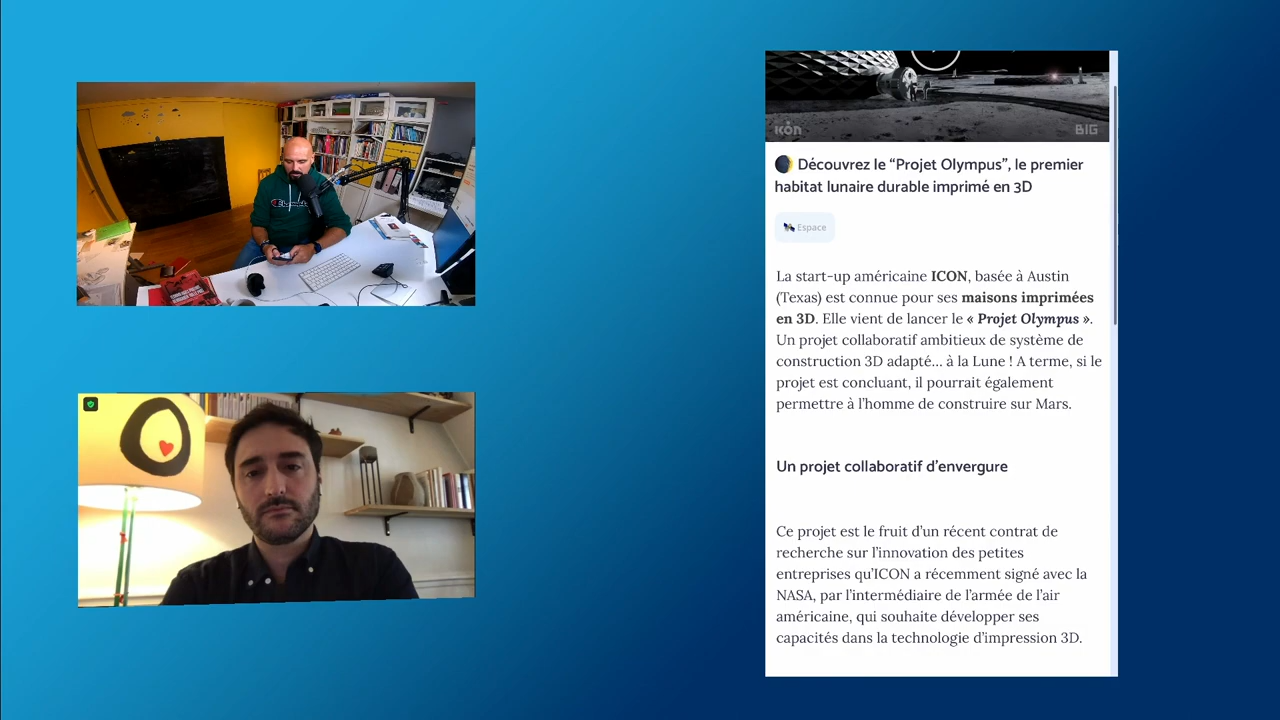 ICON
BIG
🌒 Découvrez le “Projet Olympus”, le premier
habitat lunaire durable imprimé en 3D
Espace
La start-up américaine ICON, basée à Austin
(Texas) est connue pour ses maisons imprimées
en 3D. Elle vient de lancer le « Projet Olympus ».
Un projet collaboratif ambitieux de système de
construction 3D adapté… à la Lune ! A terme, si le
projet est concluant, il pourrait également
permettre à l’homme de construire sur Mars.
Un projet collaboratif d’envergure
Ce projet est le fruit d’un récent contrat de
recherche sur l’innovation des petites
entreprises qu’ICON a récemment signé avec la
NASA, par l’intermédiaire de l’armée de l’air
américaine, qui souhaite développer ses
capacités dans la technologie d’impression 3D.